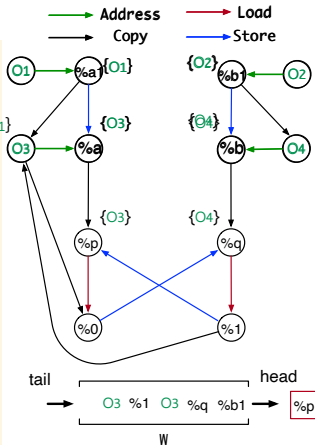 Address Load
Copy Store
O1 %a1 {O1} {O2} %b1 O2
{O3}
1}
O3 %a %b O4
{O3} {O4}
%p %q
%0 %1
tail head
O3 %1 O3 %q %b1 %p
W